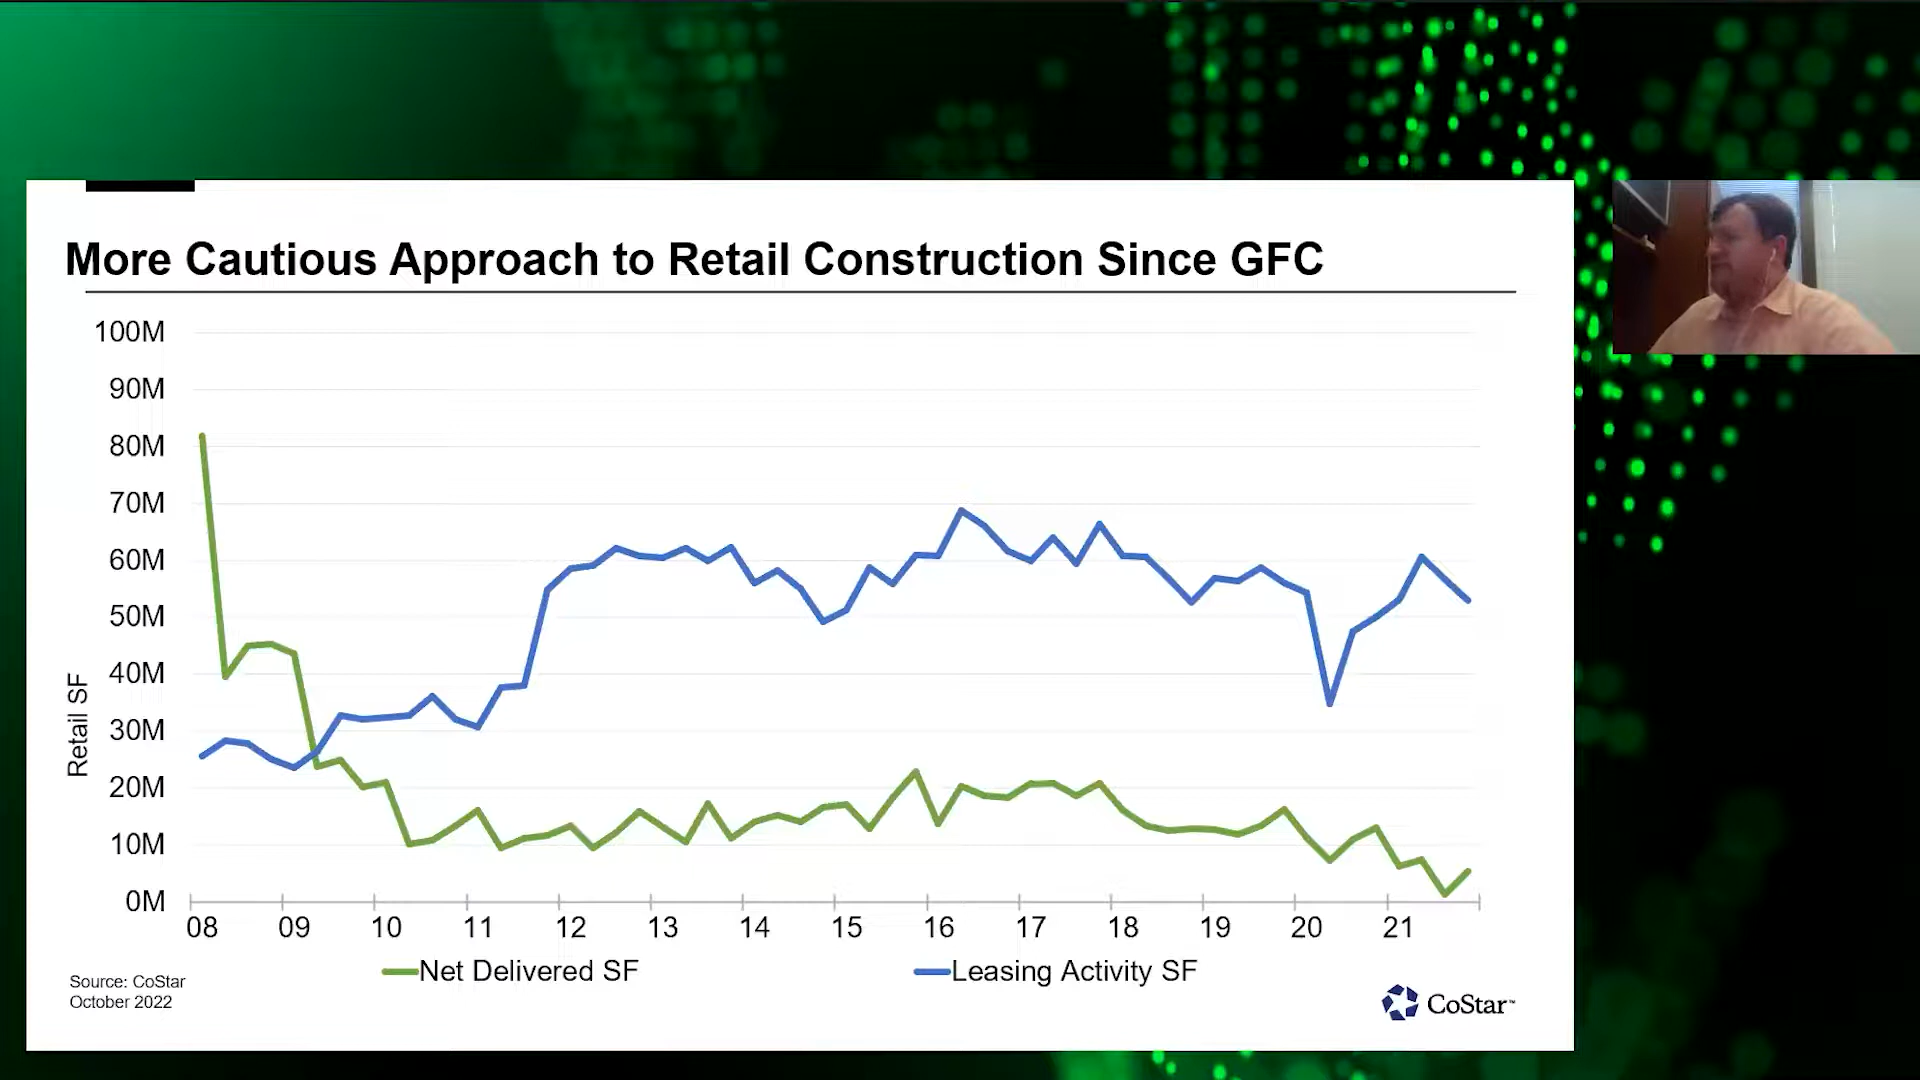 More Cautious Approach to Retail Construction Since GFC
100M
90M
80M
70M
60M
50M
40M
30M
20M
10M
0M
Retail SF
08 09 10 11 12 13 14 15 16 17 18 19 20 21
Net Delivered SF Leasing Activity SF
Source: CoStar
October 2022
CoStar™